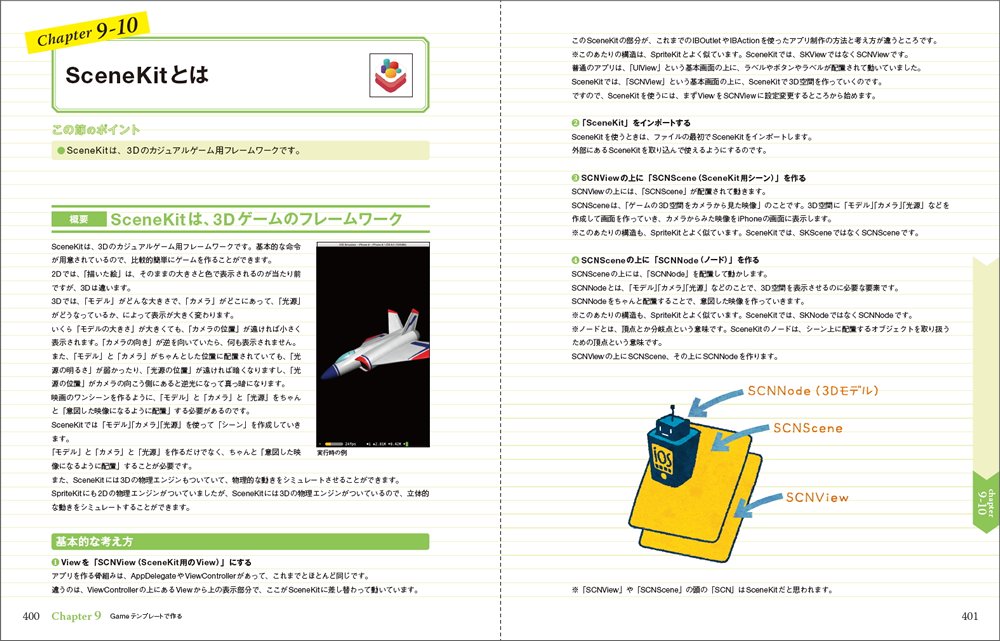 Chapter 9-10
SceneKitとは
この節のポイント
●SceneKitは、3Dのカジュアルゲーム用フレームワークです。
概要 SceneKitは、3Dゲームのフレームワーク
SceneKitは、3Dのカジュアルゲーム用フレームワークです。基本的な命令
が用意されているので、比較的簡単にゲームを作ることができます。
2Dでは、「描いた絵」は、そのままの大きさと色で表示されるのが当たり前
ですが、3Dは違います。
3Dでは、「モデル」がどんな大きさで、「カメラ」がどこにあって、「光源」
がどうなっているか、によって表示が大きく変わります。
いくら「モデルの大きさ」が大きくても、「カメラの位置」が遠ければ小さく
表示されます。「カメラの向き」が逆を向いていたら、何も表示されません。
また、「モデル」と「カメラ」がちゃんとした位置に配置されていても、「光
源の明るさ」が弱かったり、「光源の位置」が遠ければ暗くなりますし、「光
源の位置」がカメラの向こう側にあると逆光になって真っ暗になります。
映画のワンシーンを作るように、「モデル」と「カメラ」と「光源」をちゃん
と「意図した映像になるように配置」する必要があるのです。
SceneKitでは「モデル」「カメラ」「光源」を使って「シーン」を作成していき
ます。
「モデル」と「カメラ」と「光源」を作るだけでなく、ちゃんと「意図した映
像になるように配置」することが必要です。
また、SceneKitには3Dの物理エンジンもついていて、物理的な動きをシミュレートさせることができます。
SpriteKitにも2Dの物理エンジンがついていましたが、SceneKitには3Dの物理エンジンがついているので、立体的
な動きをシミュレートすることができます。
実行時の例
基本的な考え方
❶Viewを「SCNView(SceneKit用のView)」にする
アプリを作る骨組みは、AppDelegateやViewControllerがあって、これまでとほとんど同じです。
違うのは、ViewControllerの上にあるViewから上の表示部分で、ここがSceneKitに差し替わって動いています。
400 Chapter 9 Gameテンプレートで作る
このSceneKitの部分が、これまでのIBOutletやIBActionを使ったアプリ制作の方法と考え方が違うところです。
※このあたりの構造は、SpriteKitとよく似ています。SceneKitでは、SKViewではなくSCNViewです。
普通のアプリは、「UIView」という基本画面の上に、ラベルやボタンやラベルが配置されて動いていました。
SceneKitでは、「SCNView」という基本画面の上に、SceneKitで3D空間を作っていくのです。
ですので、SceneKitを使うには、まずViewをSCNViewに設定変更するところから始めます。
❷「SceneKit」をインポートする
SceneKitを使うときは、ファイルの最初でSceneKitをインポートします。
外部にあるSceneKitを取り込んで使えるようにするのです。
❸SCNViewの上に「SCNScene(SceneKit用シーン)」を作る
SCNViewの上には、「SCNScene」が配置されて動きます。
SCNSceneは、「ゲームの3D空間をカメラから見た映像」のことです。3D空間に「モデル」「カメラ」「光源」などを
作成して画面を作っていき、カメラからみた映像をiPhoneの画面に表示します。
※このあたりの構造も、SpriteKitとよく似ています。SceneKitでは、SKSceneではなくSCNSceneです。
❹SCNSceneの上に「SCNNode(ノード)」を作る
SCNSceneの上には、「SCNNode」を配置して動かします。
SCNNodeとは、「モデル」「カメラ」「光源」などのことで、3D空間を表示させるのに必要な要素です。
SCNNodeをちゃんと配置することで、意図した映像を作っていきます。
※このあたりの構造も、SpriteKitとよく似ています。SceneKitでは、SKNodeではなくSCNNodeです。
※ノードとは、頂点とか分岐点という意味です。SceneKitのノードは、シーン上に配置するオブジェクトを取り扱う
ための頂点という意味です。
SCNViewの上にSCNScene、その上にSCNNodeを作ります。
SCNNode(3Dモデル)
SCNScene
SCNView
iOS
※「SCNView」や「SCNScene」の頭の「SCN」はSceneKitだと思われます。
chapter
9-10
401